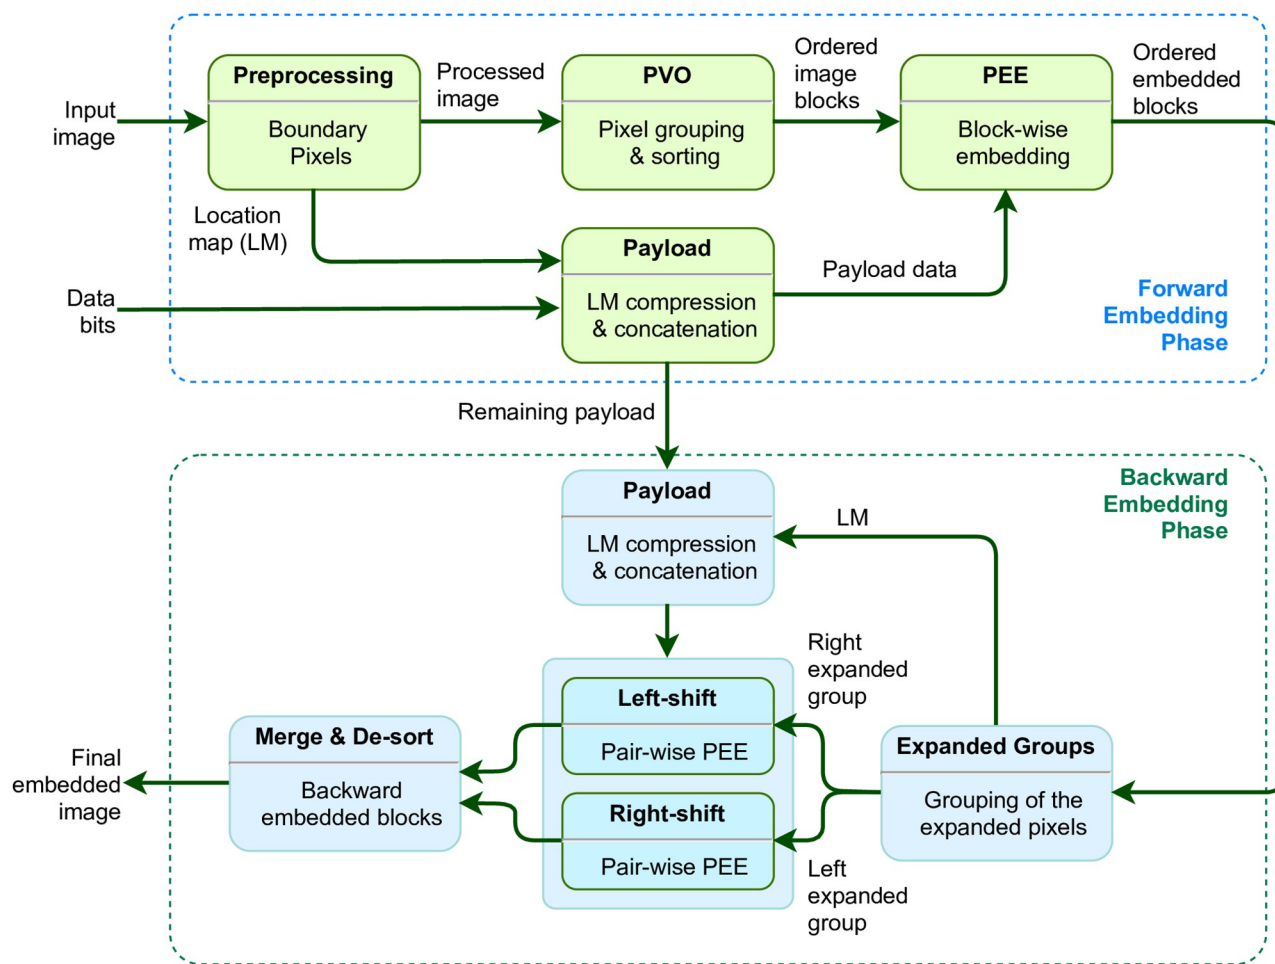 Preprocessing
Boundary
Pixels
Input
image
Processed
image
PVO
Pixel grouping
& sorting
Ordered
image
blocks
PEE
Block-wise
embedding
Ordered
embedded
blocks
Location
map (LM)
Data
bits
Payload
LM compression
& concatenation
Payload data
Forward
Embedding
Phase
Remaining payload
Backward
Embedding
Phase
Payload
LM compression
& concatenation
LM
Right
expanded
group
Left-shift
Pair-wise PEE
Right-shift
Pair-wise PEE
Left
expanded
group
Expanded Groups
Grouping of the
expanded pixels
Merge & De-sort
Backward
embedded blocks
Final
embedded
image